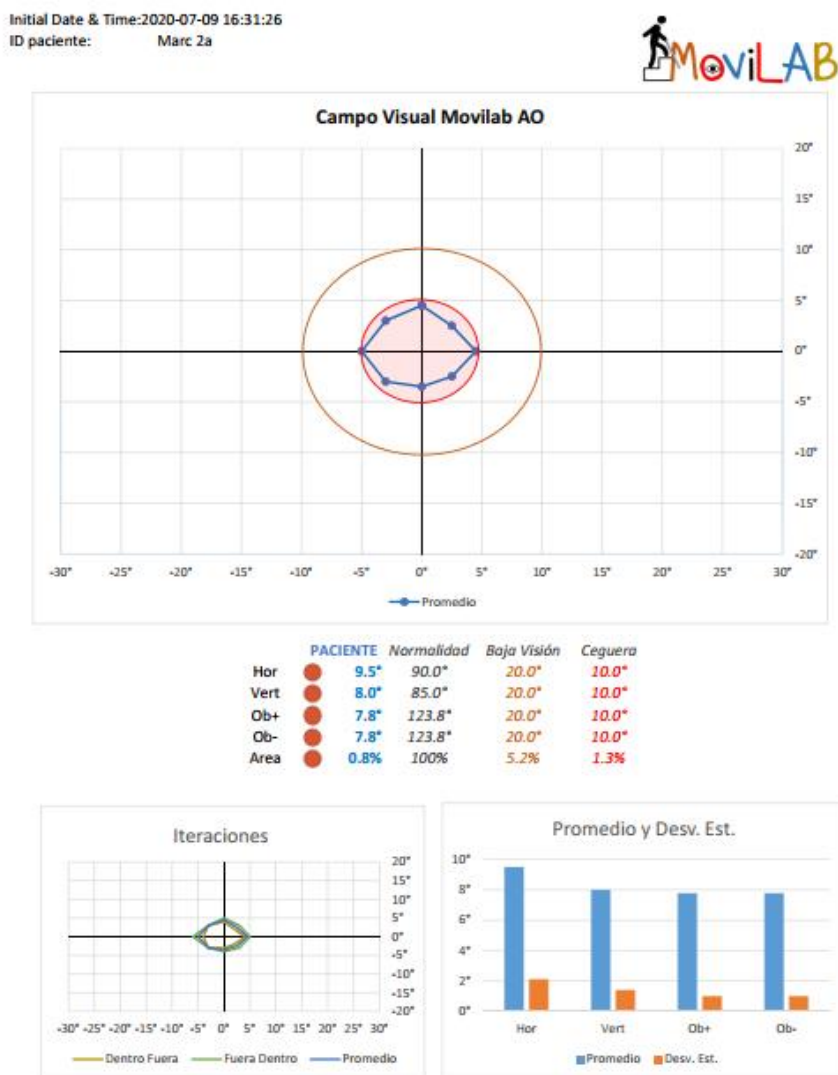 Initial Date & Time:2020-07-09 16:31:26
ID paciente: Marc 2a
MoviLAB
Campo Visual Movilab AO
20°
15°
10°
5°
0°
-5°
-10°
-15°
-20°
-30° -25° -20° -15° -10° -5° 0° 5° 10° 15° 20° 25° 30°
Promedio
PACIENTE Normalidad Baja Visión Ceguera
Hor 9.5° 90.0° 20.0° 10.0°
Vert 8.0° 85.0° 20.0° 10.0°
Ob+ 7.8° 123.8° 20.0° 10.0°
Ob- 7.8° 123.8° 20.0° 10.0°
Area 0.8% 100% 5.2% 1.3%
Iteraciones
20°
15°
10°
5°
0°
-5°
-10°
-15°
-20°
-30° -25° -20° -15° -10° -5° 0° 5° 10° 15° 20° 25° 30°
Dentro Fuera Fuera Dentro Promedio
Promedio y Desv. Est.
10°
8°
6°
4°
2°
0°
Hor Vert Ob+ Ob-
Promedio Desv. Est.